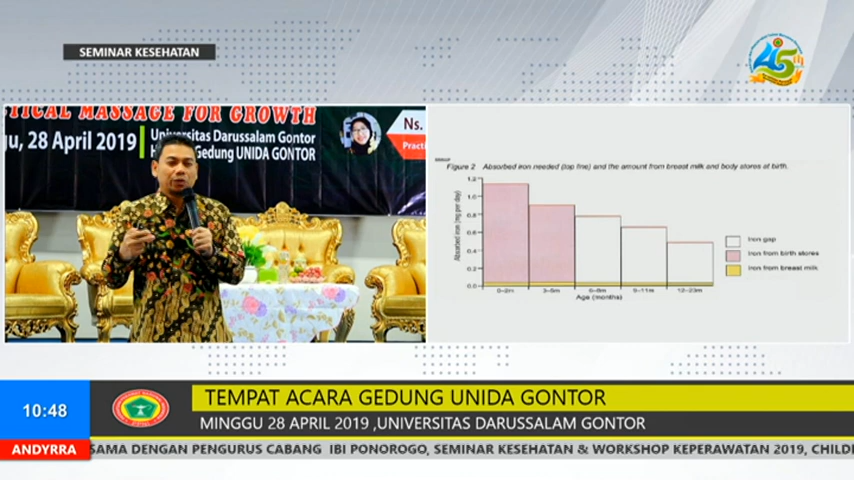 SEMINAR KESEHATAN
45
TICAL MASSAGE FOR GROWTH
gu, 28 April 2019
Universitas Darussalam Gontor
Gedung UNIDA GONTOR
Ns.
Practi
Figure 2 Absorbed iron needed (top line) and the amount from breast milk and body stores at birth.
Absorbed iron (mg per day)
1.2
1.0
0.8
0.6
0.4
0.2
0.0
0–2m
3–5m
6–8m
9–11m
12–23m
Age (months)
Iron gap
Iron from birth stores
Iron from breast milk
10:48
TEMPAT ACARA GEDUNG UNIDA GONTOR
MINGGU 28 APRIL 2019 ,UNIVERSITAS DARUSSALAM GONTOR
ANDYRRA
SAMA DENGAN PENGURUS CABANG IBI PONOROGO, SEMINAR KESEHATAN & WORKSHOP KEPERAWATAN 2019, CHILD